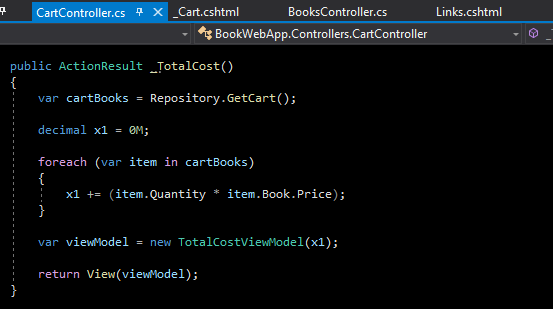 CartController.cs _Cart.cshtml BooksController.cs Links.cshtml
BookWebApp.Controllers.CartController
public ActionResult _TotalCost()
{
var cartBooks = Repository.GetCart();
decimal x1 = 0M;
foreach (var item in cartBooks)
{
x1 += (item.Quantity * item.Book.Price);
}
var viewModel = new TotalCostViewModel(x1);
return View(viewModel);
}